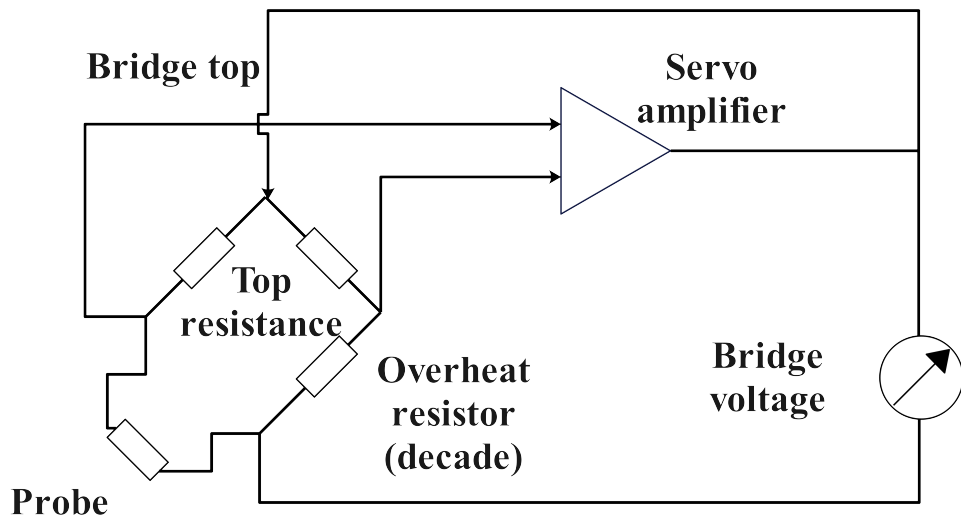 Bridge top
Servo
amplifier
Top
resistance
Overheat
resistor
(decade)
Bridge
voltage
Probe